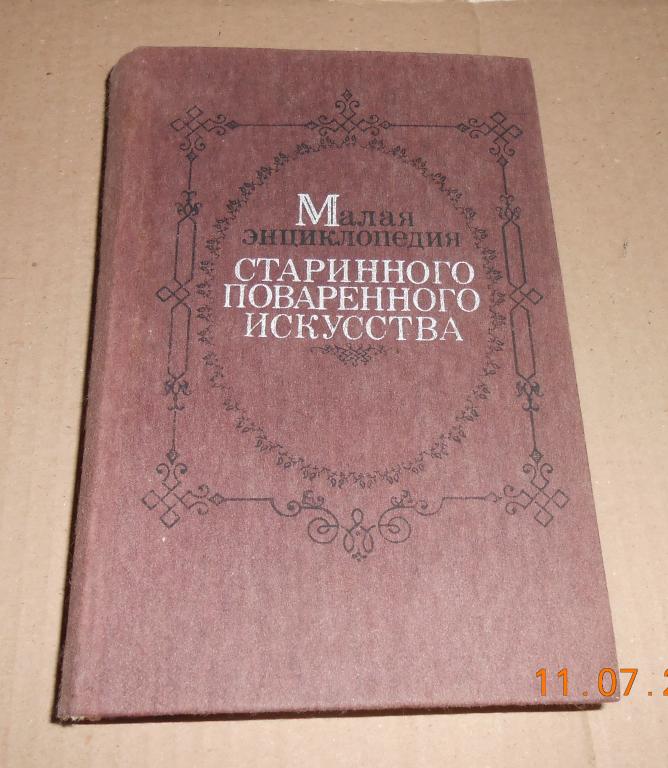 Малая
энциклопедия
СТАРИННОГО
ПОВАРЕННОГО
ИСКУССТВА
11.07.2